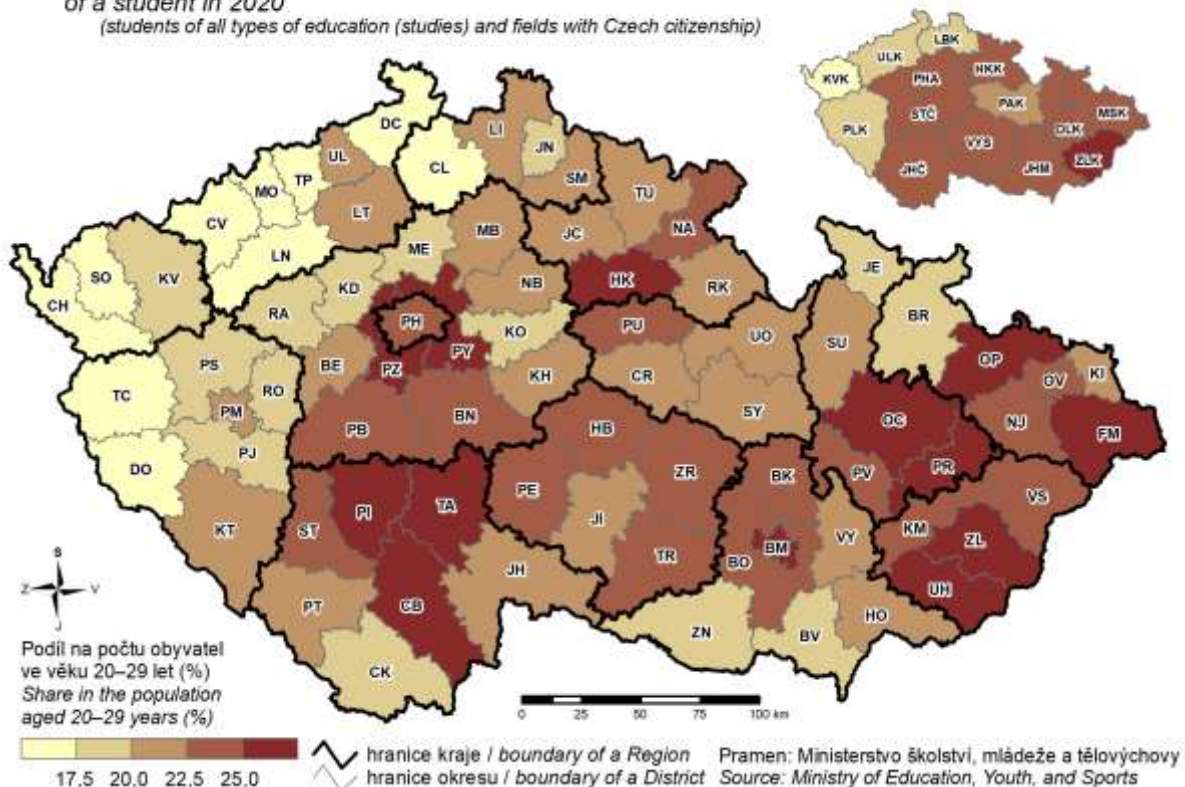 of a student in 2020
(students of all types of education (studies) and fields with Czech citizenship)
LBK
ULK
HKK
KVK
PHA
PAK
MSK
STČ
PLK
OLK
VYS
ZLK
JHČ
JHM
DC
LI
UL
JN
CL
TP
SM
MO
TU
CV
LT
MB
JC
NA
ME
LN
SO
KV
HK
JE
KD
NB
RK
CH
RA
BR
PH
KO
PU
UO
SU
PS
PY
OP
BE
PZ
KH
CR
OV
KI
RO
TC
PM
SY
OC
NJ
BN
PB
HB
FM
PJ
DO
PR
ZR
BK
PV
PE
VS
PI
TA
JI
KT
ST
KM
VY
ZL
BM
TR
BO
JH
UH
PT
CB
HO
ZN
BV
CK
S
Z
V
J
Podíl na počtu obyvatel
ve věku 20–29 let (%)
Share in the population
aged 20–29 years (%)
17,5 20,0 22,5 25,0
0 25 50 75 100 km
hranice kraje / boundary of a Region
hranice okresu / boundary of a District
Pramen: Ministerstvo školství, mládeže a tělovýchovy
Source: Ministry of Education, Youth, and Sports